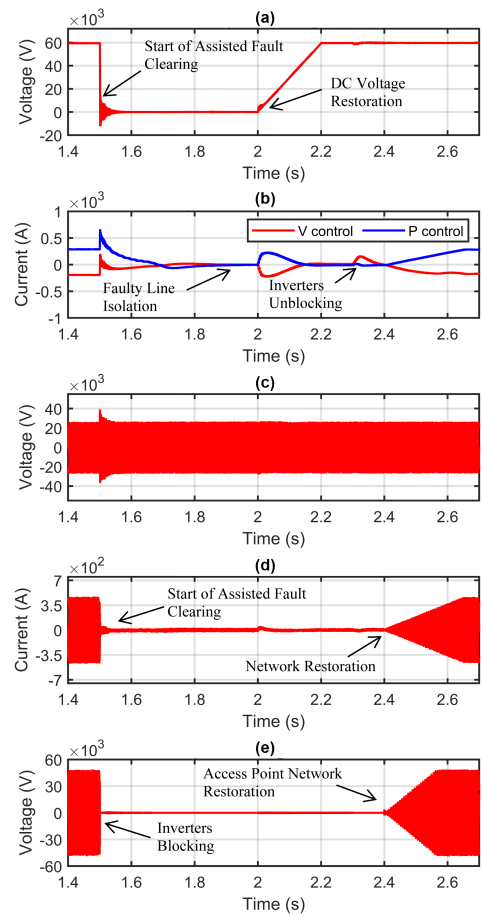 (a)
×10³
60
40
20
0
-20
Voltage (V)
Start of Assisted Fault
Clearing
DC Voltage
Restoration
1.4 1.6 1.8 2 2.2 2.4 2.6
Time (s)
(b)
×10³
1
0.5
0
-0.5
-1
Current (A)
V control P control
Faulty Line
Isolation
Inverters
Unblocking
1.4 1.6 1.8 2 2.2 2.4 2.6
Time (s)
(c)
×10³
40
20
0
-20
-40
Voltage (V)
1.4 1.6 1.8 2 2.2 2.4 2.6
Time (s)
(d)
×10²
7
3.5
0
-3.5
-7
Current (A)
Start of Assisted Fault
Clearing
Network Restoration
1.4 1.6 1.8 2 2.2 2.4 2.6
Time (s)
(e)
×10³
60
30
0
-30
-60
Voltage (V)
Access Point Network
Restoration
Inverters
Blocking
1.4 1.6 1.8 2 2.2 2.4 2.6
Time (s)